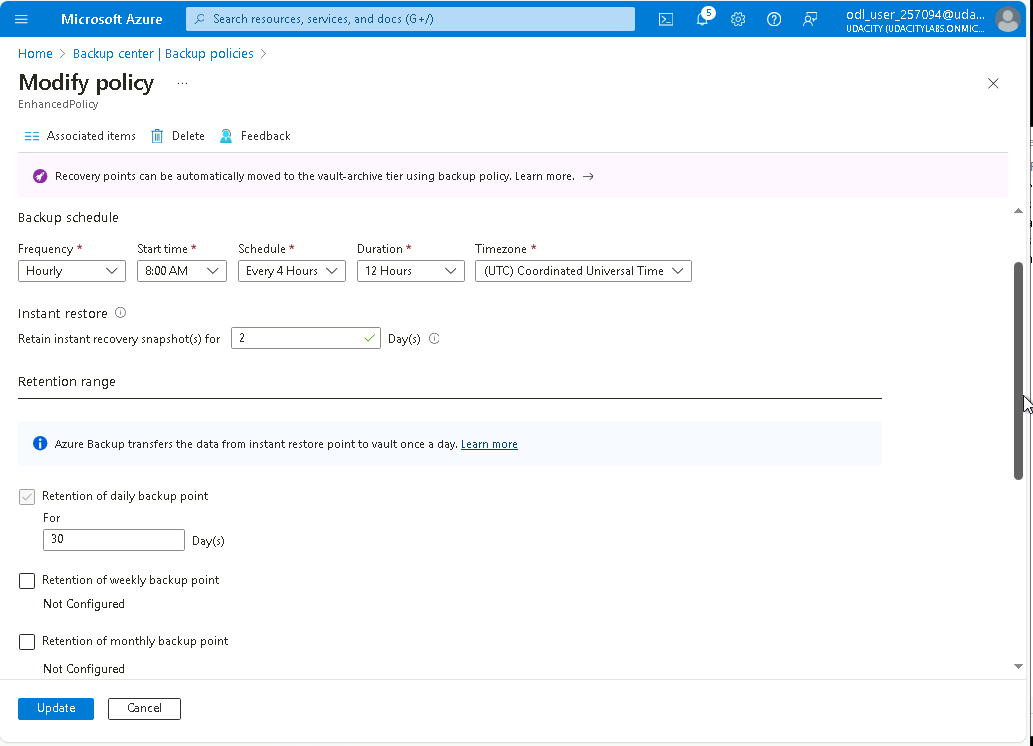 Microsoft Azure
Search resources, services, and docs (G+/)
5
odl_user_257094@uda...
UDACITY (UDACITYLABS.ONMIC...
Home > Backup center | Backup policies >
Modify policy ...
EnhancedPolicy
Associated items Delete Feedback
Recovery points can be automatically moved to the vault-archive tier using backup policy. Learn more. →
Backup schedule
Frequency * Start time * Schedule * Duration * Timezone *
Hourly 8:00 AM Every 4 Hours 12 Hours (UTC) Coordinated Universal Time
Instant restore
Retain instant recovery snapshot(s) for 2 Day(s)
Retention range
Azure Backup transfers the data from instant restore point to vault once a day. Learn more
Retention of daily backup point
For
30 Day(s)
Retention of weekly backup point
Not Configured
Retention of monthly backup point
Not Configured
Update Cancel